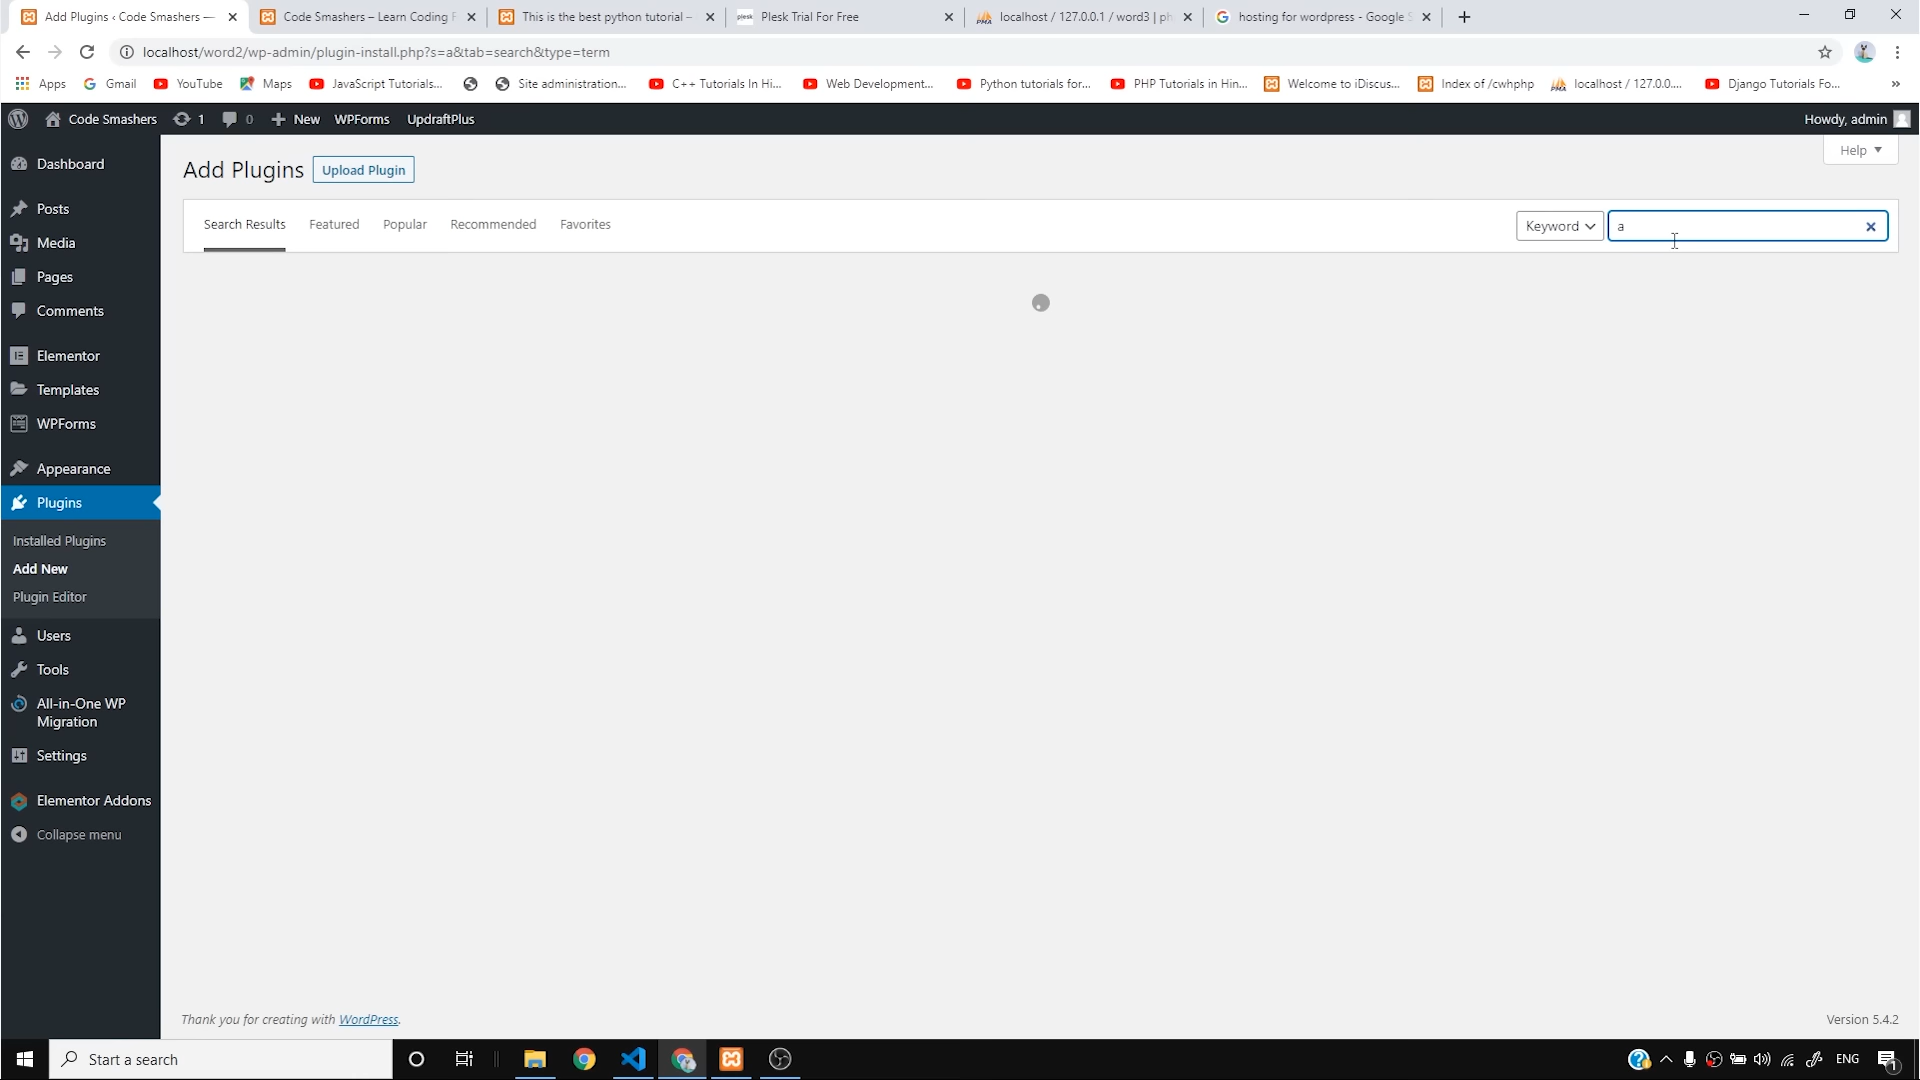 Add Plugins ‹ Code Smashers —
Code Smashers – Learn Coding F
This is the best python tutorial –
plesk Plesk Trial For Free
PMA localhost / 127.0.0.1 / word3 | ph
hosting for wordpress - Google S
localhost/word2/wp-admin/plugin-install.php?s=a&tab=search&type=term
Apps
Gmail
YouTube
Maps
JavaScript Tutorials...
Site administration...
C++ Tutorials In Hi...
Web Development...
Python tutorials for...
PHP Tutorials in Hin...
Welcome to iDiscus...
Index of /cwhphp
PMA localhost / 127.0.0....
Django Tutorials Fo...
Code Smashers
1
0
New
WPForms
UpdraftPlus
Howdy, admin
Dashboard
Posts
Media
Pages
Comments
Elementor
Templates
WPForms
Appearance
Plugins
Installed Plugins
Add New
Plugin Editor
Users
Tools
All-in-One WP
Migration
Settings
Elementor Addons
Collapse menu
Help
Add Plugins
Upload Plugin
Search Results
Featured
Popular
Recommended
Favorites
Keyword
a
Thank you for creating with WordPress.
Version 5.4.2
Start a search
ENG
1